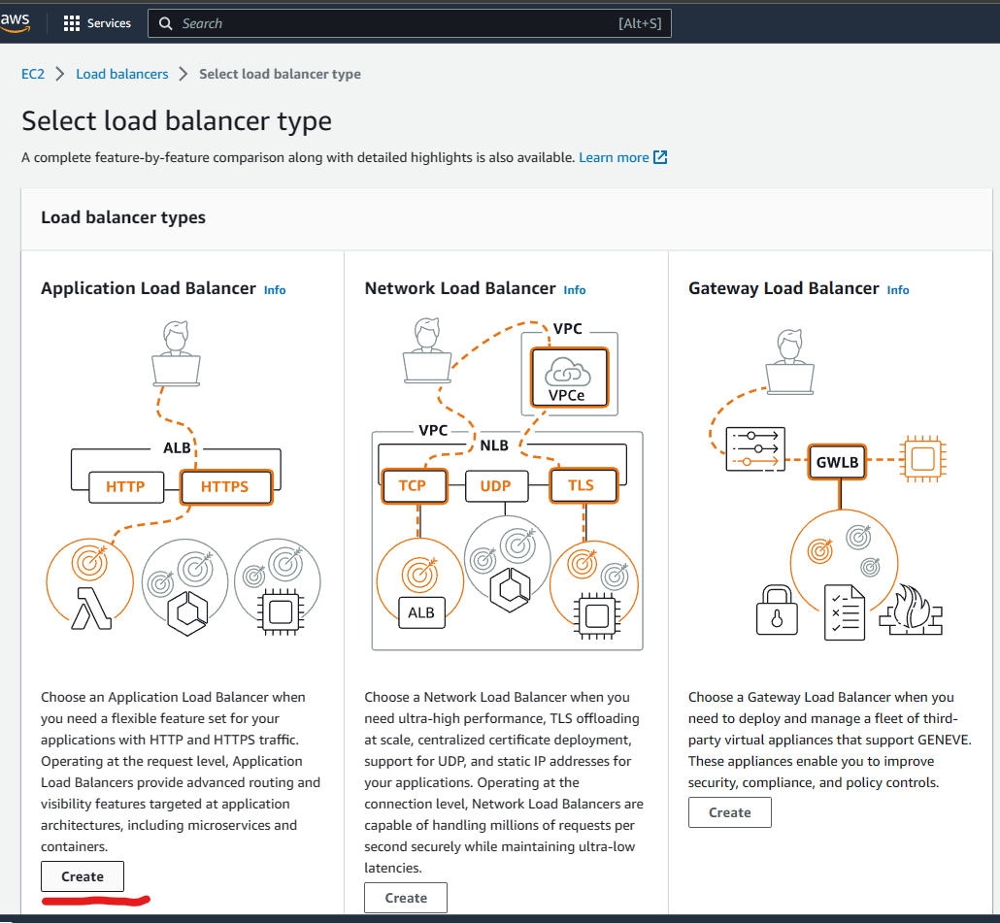 aws
Services
Search
[Alt+S]
EC2 > Load balancers > Select load balancer type
Select load balancer type
A complete feature-by-feature comparison along with detailed highlights is also available. Learn more
Load balancer types
Application Load Balancer Info
ALB
HTTP
HTTPS
Choose an Application Load Balancer when
you need a flexible feature set for your
applications with HTTP and HTTPS traffic.
Operating at the request level, Application
Load Balancers provide advanced routing and
visibility features targeted at application
architectures, including microservices and
containers.
Create
Network Load Balancer Info
VPC
VPCe
VPC
NLB
TCP
UDP
TLS
ALB
Choose a Network Load Balancer when you
need ultra-high performance, TLS offloading
at scale, centralized certificate deployment,
support for UDP, and static IP addresses for
your applications. Operating at the
connection level, Network Load Balancers are
capable of handling millions of requests per
second securely while maintaining ultra-low
latencies.
Create
Gateway Load Balancer Info
GWLB
Choose a Gateway Load Balancer when you
need to deploy and manage a fleet of third-
party virtual appliances that support GENEVE.
These appliances enable you to improve
security, compliance, and policy controls.
Create